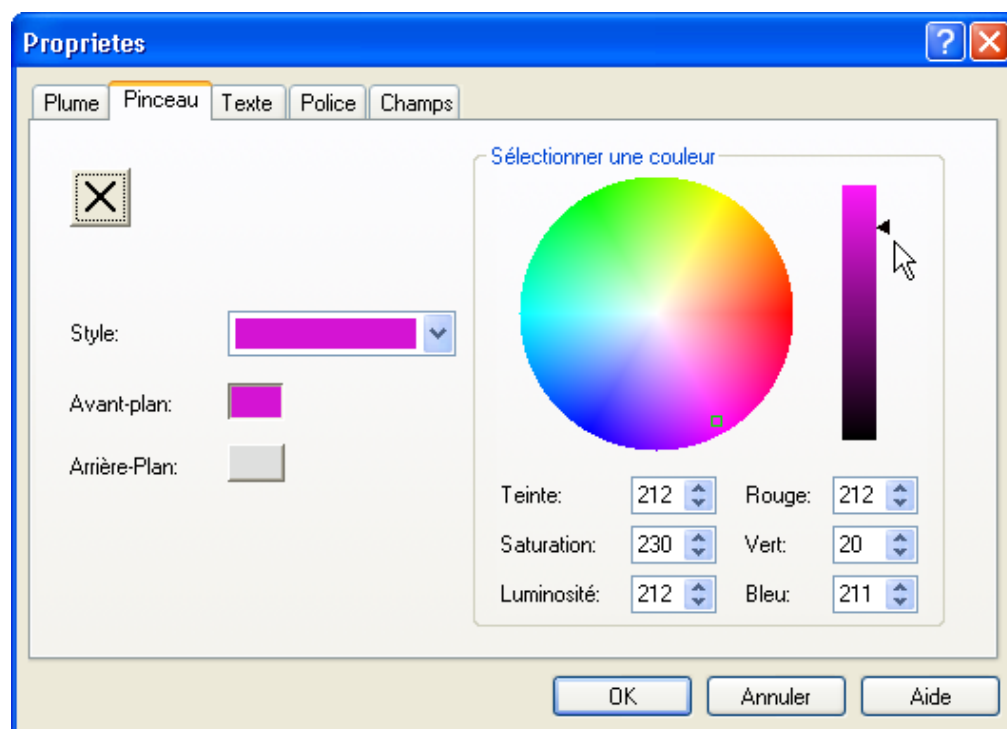 Proprietes
Plume Pinceau Texte Police Champs
Sélectionner une couleur
Style:
Avant-plan:
Arrière-Plan:
Teinte: 212 Rouge: 212
Saturation: 230 Vert: 20
Luminosité: 212 Bleu: 211
OK Annuler Aide